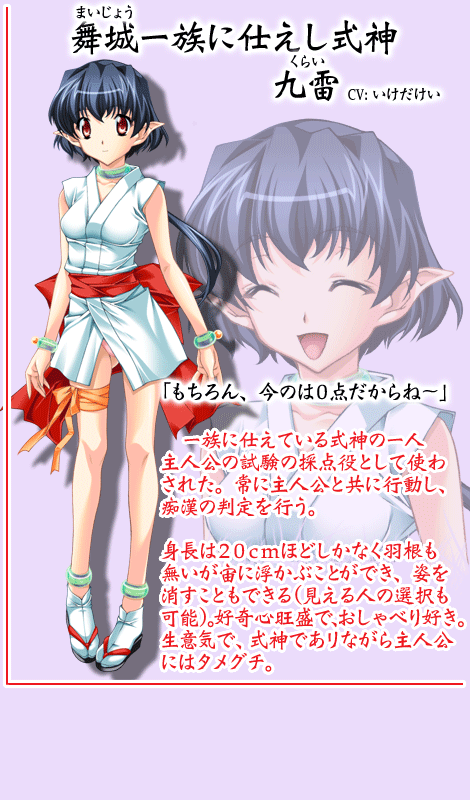 まいじょう
舞城一族に仕えし式神
くらい
九雷 CV: いけだけい
「もちろん、今のは０点だからね～」
一族に仕えている式神の一人
主人公の試験の採点役として使わ
された。常に主人公と共に行動し、
痴漢の判定を行う。
身長は２０ｃｍほどしかなく羽根も
無いが宙に浮かぶことができ、姿を
消すこともできる(見える人の選択も
可能)。好奇心旺盛で、おしゃべり好き。
生意気で、式神でありながら主人公
にはタメグチ。